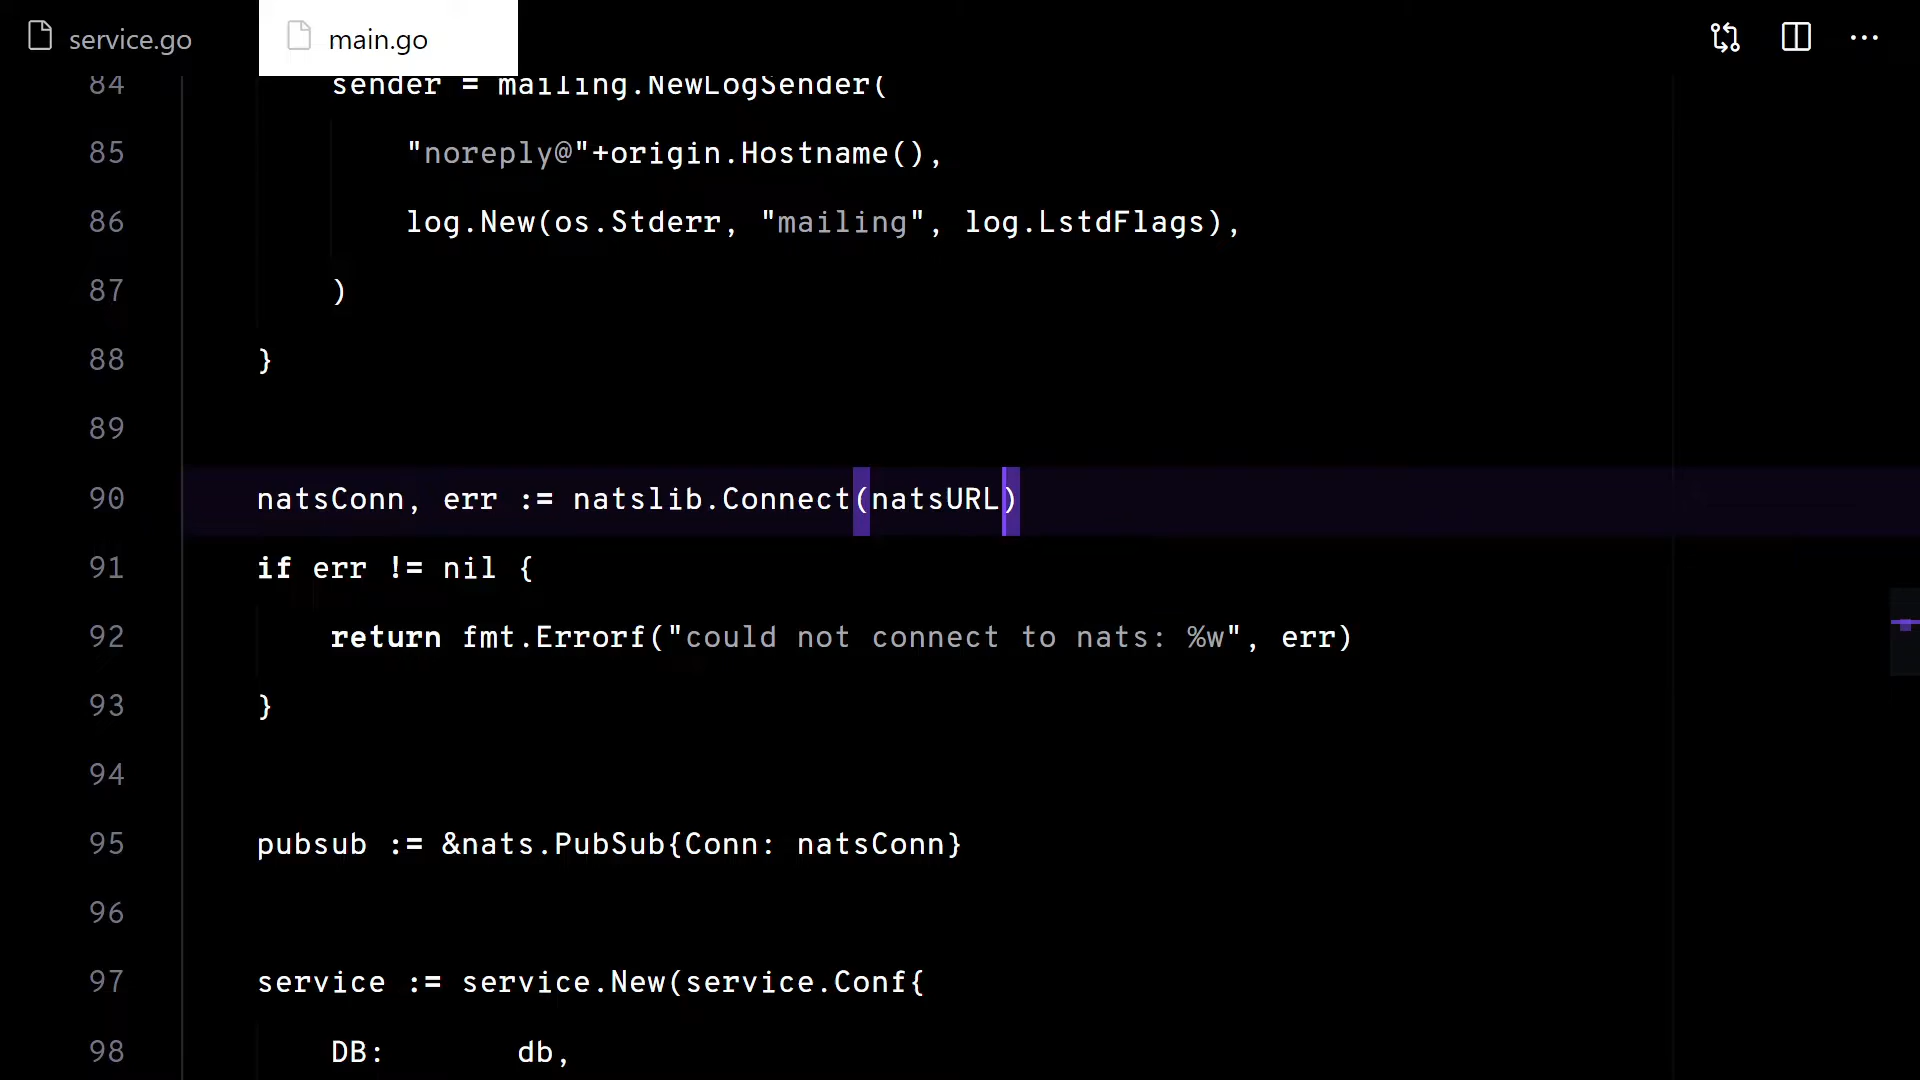 service.go
main.go
84 sender = mailing.NewLogSender(
85 "noreply@"+origin.Hostname(),
86 log.New(os.Stderr, "mailing", log.LstdFlags),
87 )
88 }
89
90 natsConn, err := natslib.Connect(natsURL)
91 if err != nil {
92 return fmt.Errorf("could not connect to nats: %w", err)
93 }
94
95 pubsub := &nats.PubSub{Conn: natsConn}
96
97 service := service.New(service.Conf{
98 DB: db,